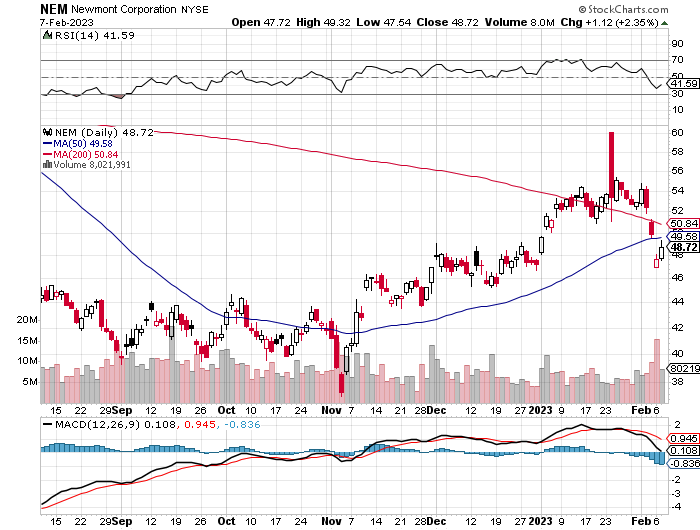 NEM Newmont Corporation NYSE
© StockCharts.com
7-Feb-2023 Open 47.72 High 49.32 Low 47.54 Close 48.72 Volume 8.0M Chg +1.12 (+2.35%)
RSI(14) 41.59
90
70
50
41.59
30
10
NEM (Daily) 48.72
MA(50) 49.58
MA(200) 50.84
Volume 8,021,991
60
58
56
54
52
50.84
49.58
48.72
48
46
44
20M
42
15M
10M
40
80219
5M
38
15 22 29 Sep 12 19 26 Oct 10 17 24 Nov 7 14 21 28 Dec 12 19 27 2023 9 17 23 Feb 6
MACD(12,26,9) 0.108, 0.945, -0.836
2
0.945
0.108
-0.836
-2
-3
-4
15 22 29 Sep 12 19 26 Oct 10 17 24 Nov 7 14 21 28 Dec 12 19 27 2023 9 17 23 Feb 6